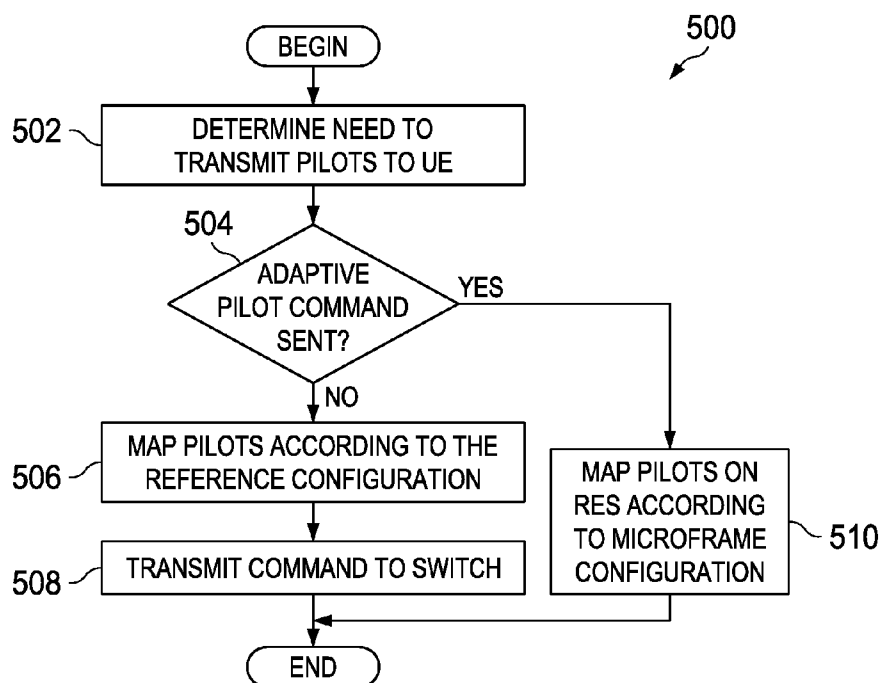 BEGIN
500
502
DETERMINE NEED TO
TRANSMIT PILOTS TO UE
504
ADAPTIVE
PILOT COMMAND
SENT?
YES
NO
506
MAP PILOTS ACCORDING TO THE
REFERENCE CONFIGURATION
MAP PILOTS ON
RES ACCORDING
TO MICROFRAME
CONFIGURATION
510
508
TRANSMIT COMMAND TO SWITCH
END